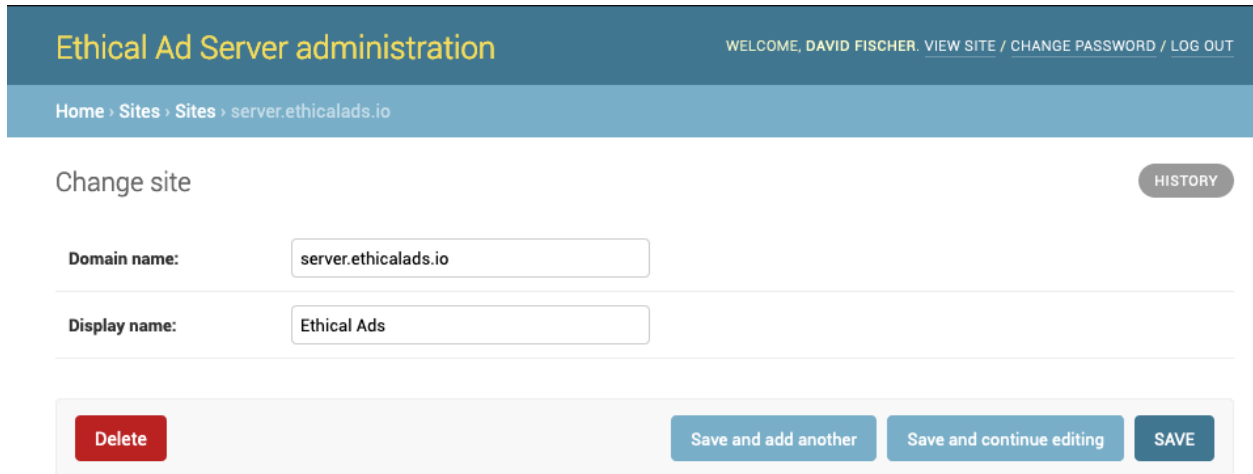 Ethical Ad Server administration
WELCOME, DAVID FISCHER. VIEW SITE / CHANGE PASSWORD / LOG OUT
Home › Sites › Sites › server.ethicalads.io
Change site
HISTORY
Domain name: server.ethicalads.io
Display name: Ethical Ads
Delete Save and add another Save and continue editing SAVE